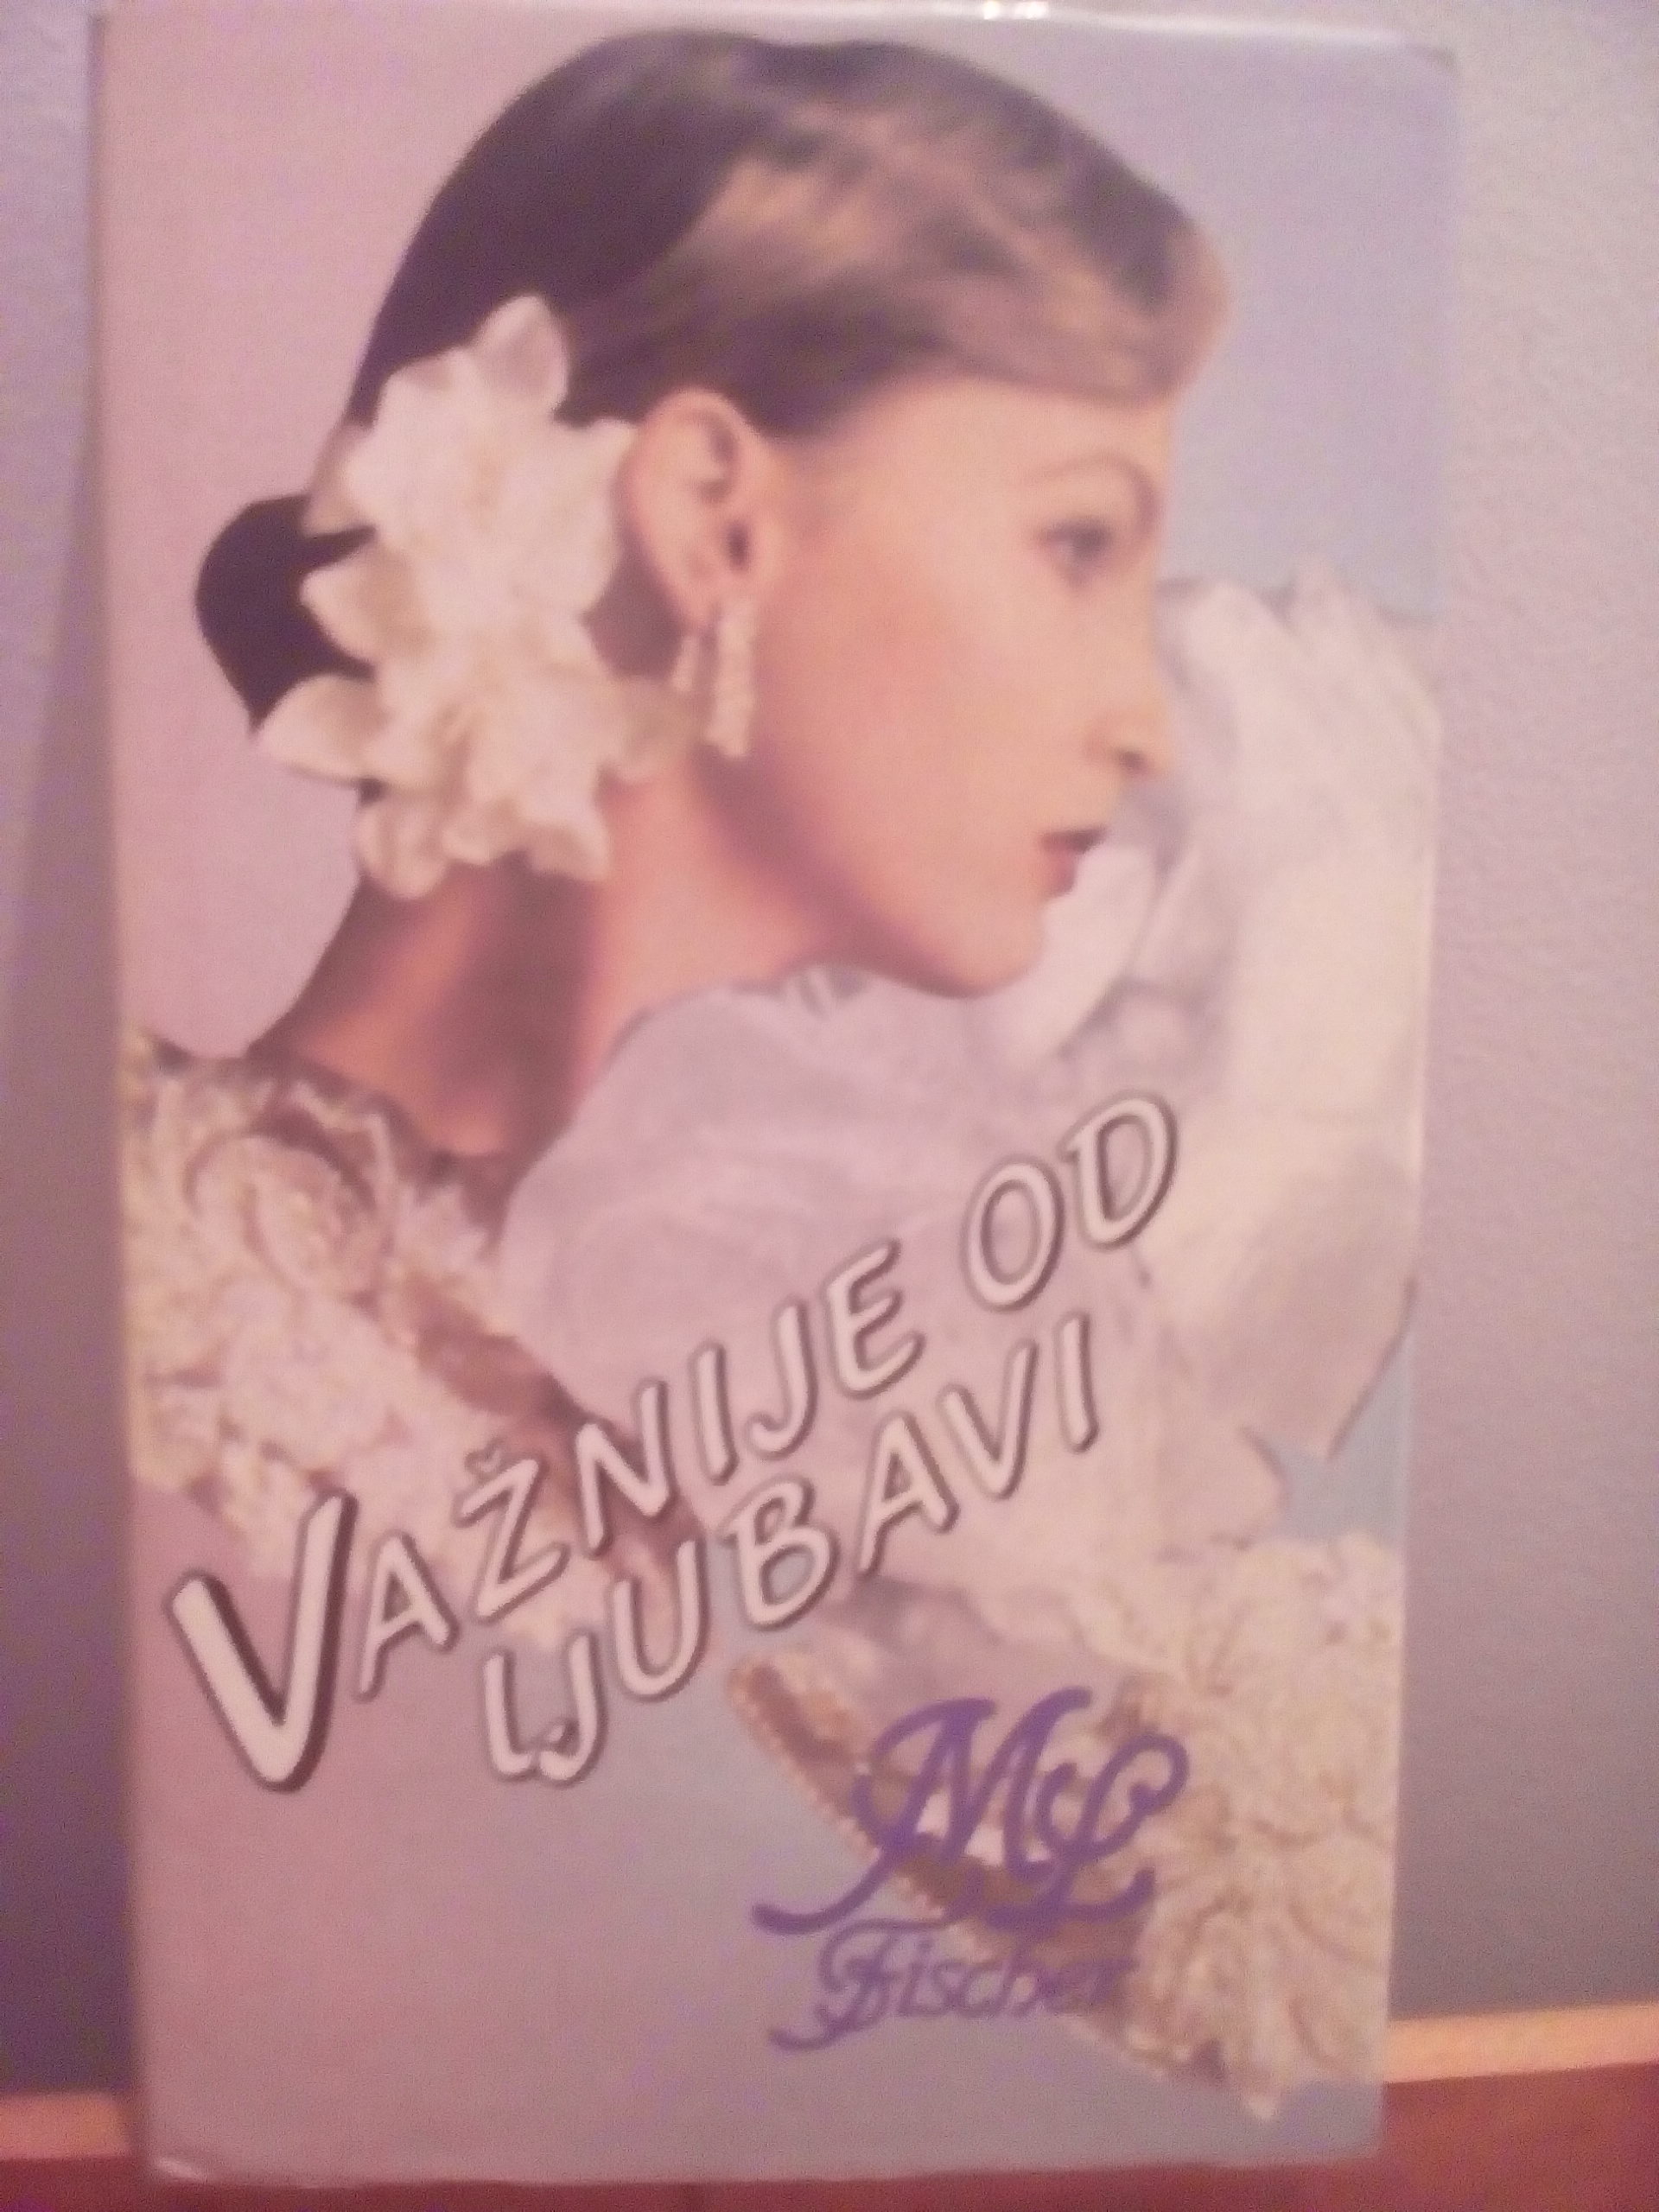 VAŽNIJE OD
LJUBAVI
ML
Fischer